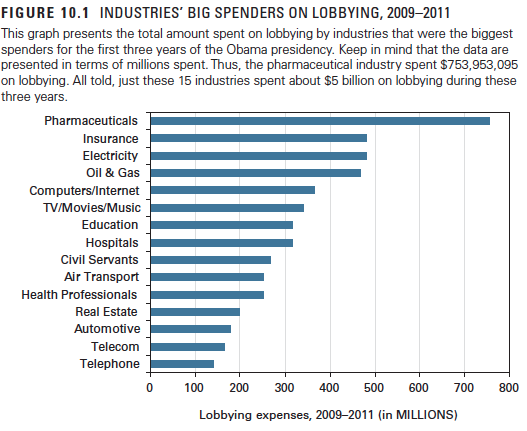 FIGURE 10.1 INDUSTRIES' BIG SPENDERS ON LOBBYING, 2009–2011
This graph presents the total amount spent on lobbying by industries that were the biggest
spenders for the first three years of the Obama presidency. Keep in mind that the data are
presented in terms of millions spent. Thus, the pharmaceutical industry spent $753,953,095
on lobbying. All told, just these 15 industries spent about $5 billion on lobbying during these
three years.
Pharmaceuticals
Insurance
Electricity
Oil & Gas
Computers/Internet
TV/Movies/Music
Education
Hospitals
Civil Servants
Air Transport
Health Professionals
Real Estate
Automotive
Telecom
Telephone
0 100 200 300 400 500 600 700 800
Lobbying expenses, 2009–2011 (in MILLIONS)